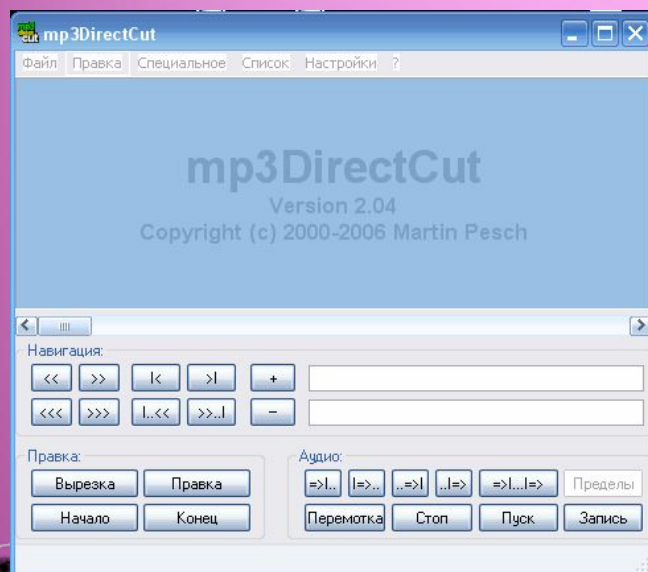 mp3DirectCut
Файл Правка Специальное Список Настройки ?
mp3DirectCut
Version 2.04
Copyright (c) 2000-2006 Martin Pesch
Навигация:
<< >> |< >| +
<<< >>> |..<< >>..| −
Правка:
Вырезка Правка
Начало Конец
Аудио:
=>|.. |=>.. ..=>| ..|=> =>|...|=> Пределы
Перемотка Стоп Пуск Запись